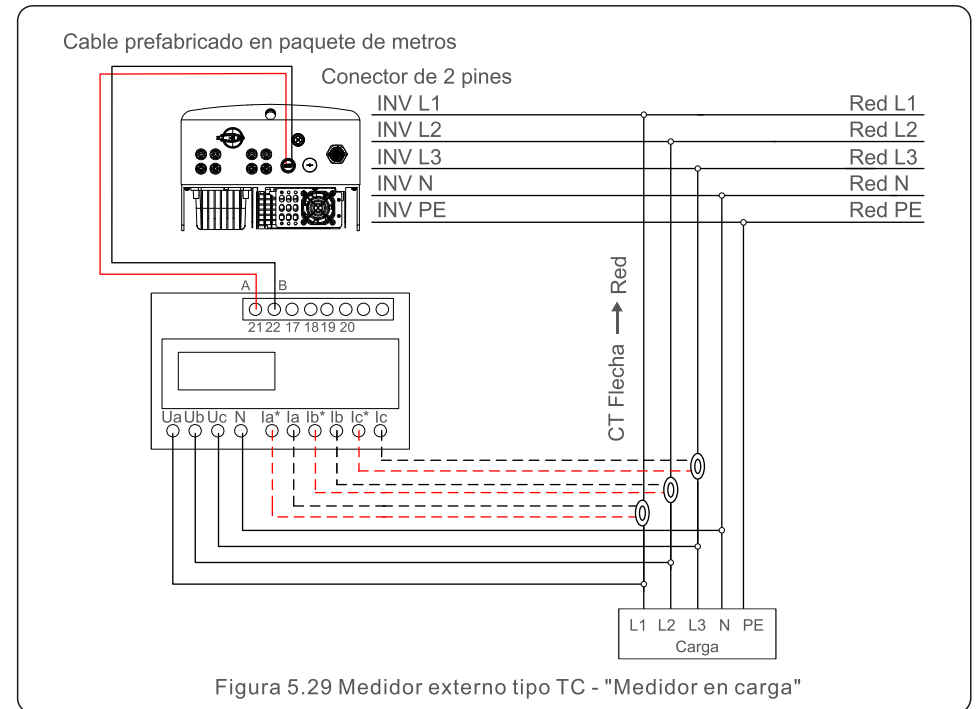 Cable prefabricado en paquete de metros
Conector de 2 pines
INV L1 Red L1
INV L2 Red L2
INV L3 Red L3
INV N Red N
INV PE Red PE
CT Flecha → Red
A B
21 22 17 18 19 20
Ua Ub Uc N Ia* Ia Ib* Ib Ic* Ic
L1 L2 L3 N PE
Carga
Figura 5.29 Medidor externo tipo TC - "Medidor en carga"